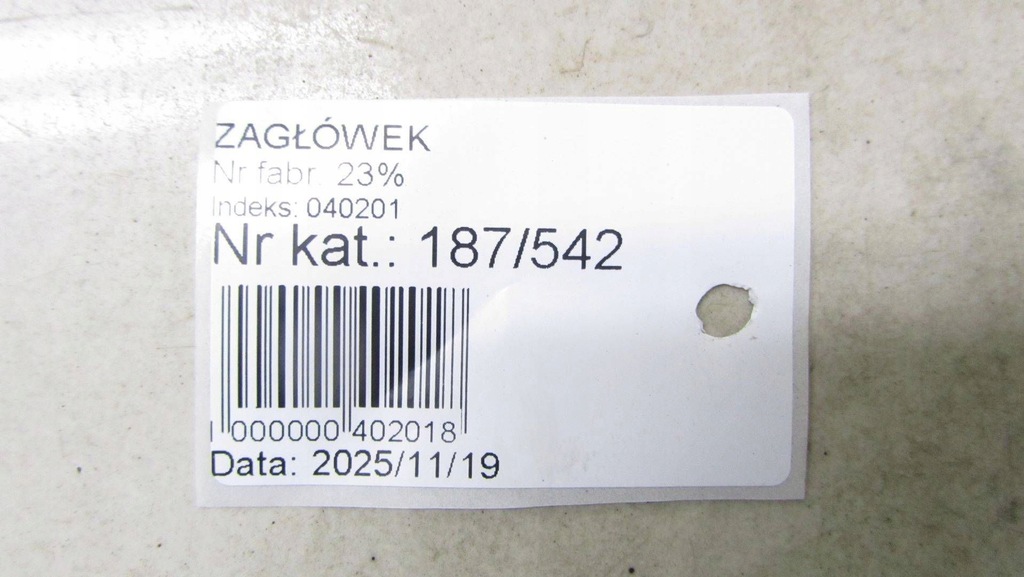 ZAGŁÓWEK
Nr fabr. 23%
Indeks: 040201
Nr kat.: 187/542
000000 402018
Data: 2025/11/19